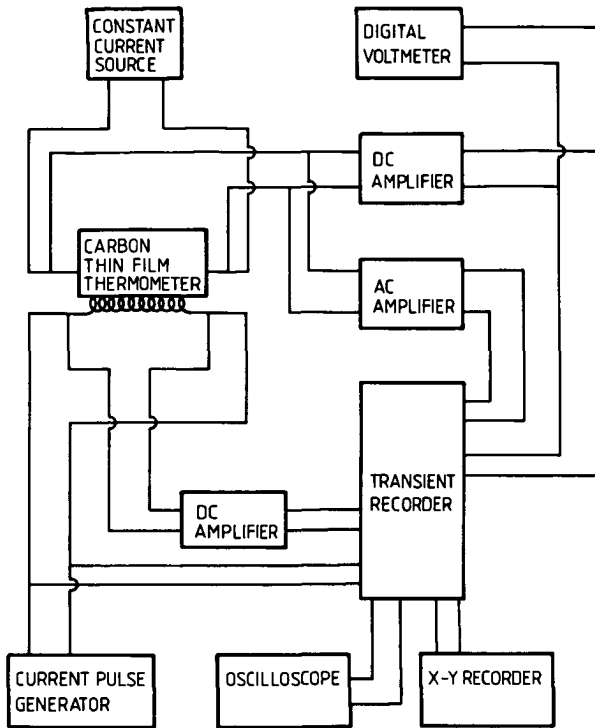 CONSTANT
CURRENT
SOURCE
DIGITAL
VOLTMETER
DC
AMPLIFIER
CARBON
THIN FILM
THERMOMETER
AC
AMPLIFIER
TRANSIENT
RECORDER
DC
AMPLIFIER
CURRENT PULSE
GENERATOR
OSCILLOSCOPE
X-Y RECORDER